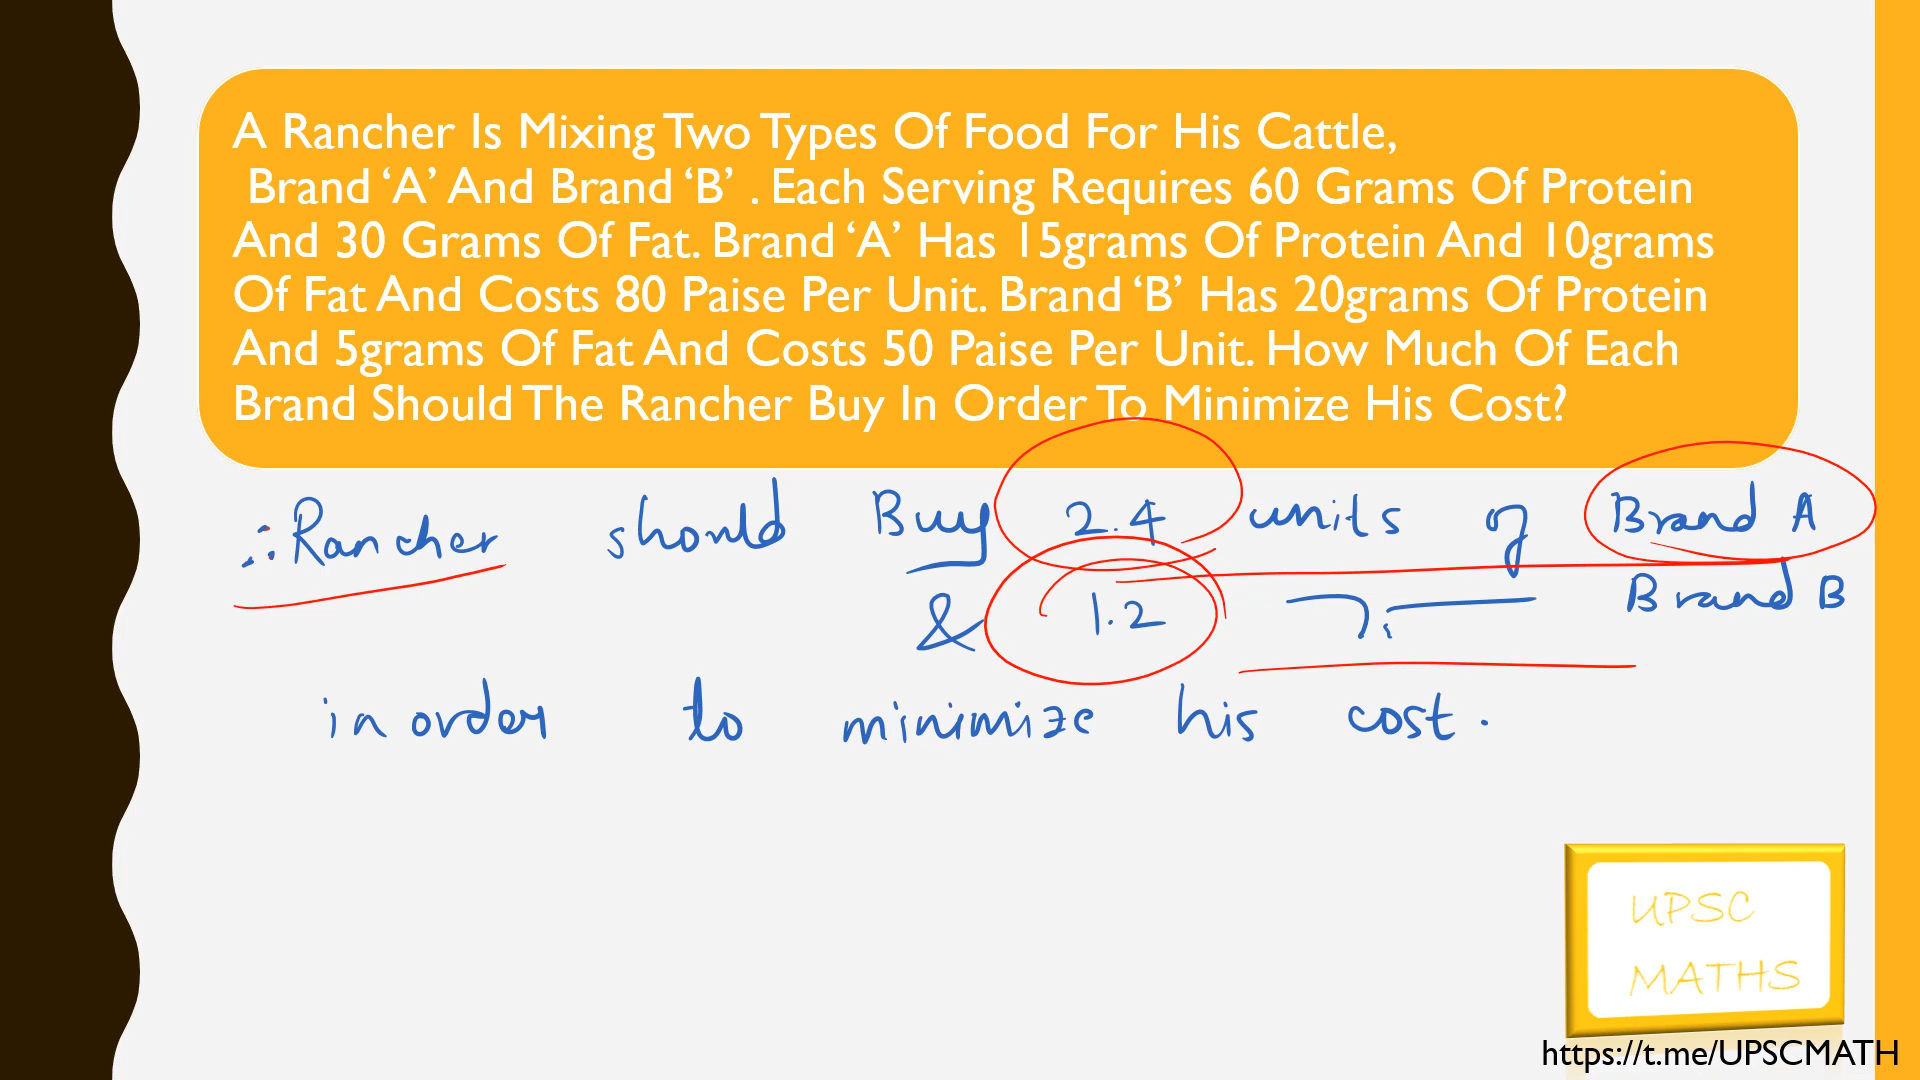 A Rancher Is Mixing Two Types Of Food For His Cattle,
Brand ‘A’ And Brand ‘B’ . Each Serving Requires 60 Grams Of Protein
And 30 Grams Of Fat. Brand ‘A’ Has 15grams Of Protein And 10grams
Of Fat And Costs 80 Paise Per Unit. Brand ‘B’ Has 20grams Of Protein
And 5grams Of Fat And Costs 50 Paise Per Unit. How Much Of Each
Brand Should The Rancher Buy In Order To Minimize His Cost?
∴ Rancher should Buy 2.4 units of Brand A
& 1.2 Brand B
in order to minimize his cost.
UPSC
MATHS
https://t.me/UPSCMATH